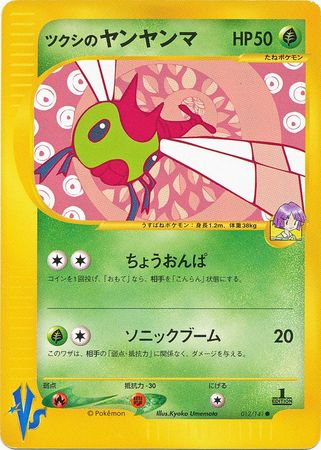 ツクシのヤンヤンマ HP50
たねポケモン
うすばねポケモン：身長1.2m、体重38kg
ちょうおんぱ
コインを1回投げ、「おもて」なら、相手を「こんらん」状態にする。
ソニックブーム 20
このワザは、相手の「弱点・抵抗力」に関係なく、ダメージを与える。
弱点 抵抗力 -30 にげる
© Pokémon Illus.Kyoko Umemoto 1 EDITION
VS 012/141